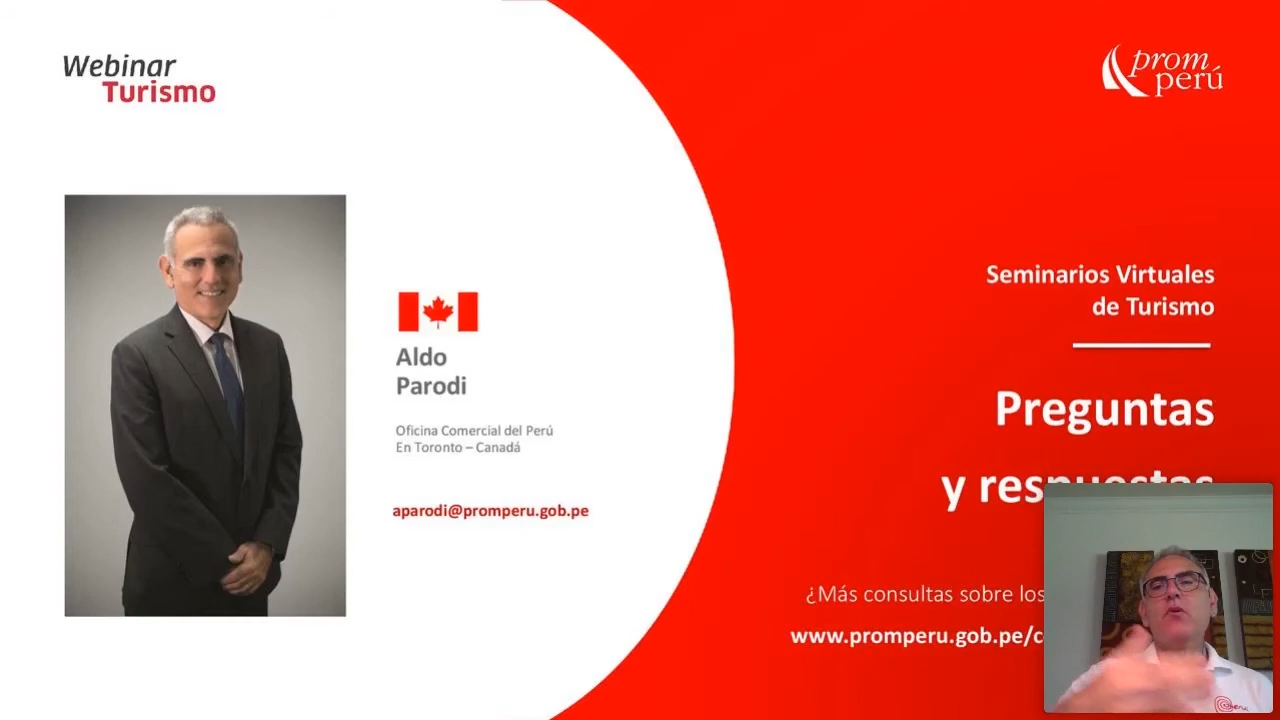 Webinar
Turismo
prom
perú
Aldo
Parodi
Oficina Comercial del Perú
En Toronto – Canadá
aparodi@promperu.gob.pe
Seminarios Virtuales
de Turismo
Preguntas
y respuestas
¿Más consultas sobre los
www.promperu.gob.pe/